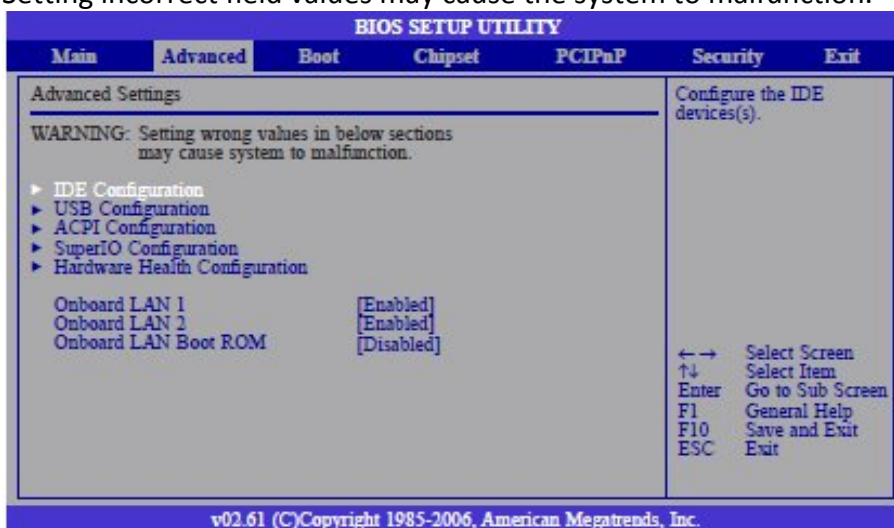 Setting incorrect field values may cause the system to malfunction.
BIOS SETUP UTILITY
Main Advanced Boot Chipset PCIPnP Security Exit
Advanced Settings
WARNING: Setting wrong values in below sections
may cause system to malfunction.
► IDE Configuration
► USB Configuration
► ACPI Configuration
► SuperIO Configuration
► Hardware Health Configuration
Onboard LAN 1 [Enabled]
Onboard LAN 2 [Enabled]
Onboard LAN Boot ROM [Disabled]
Configure the IDE
devices(s).
←→ Select Screen
↑↓ Select Item
Enter Go to Sub Screen
F1 General Help
F10 Save and Exit
ESC Exit
v02.61 (C)Copyright 1985-2006, American Megatrends, Inc.